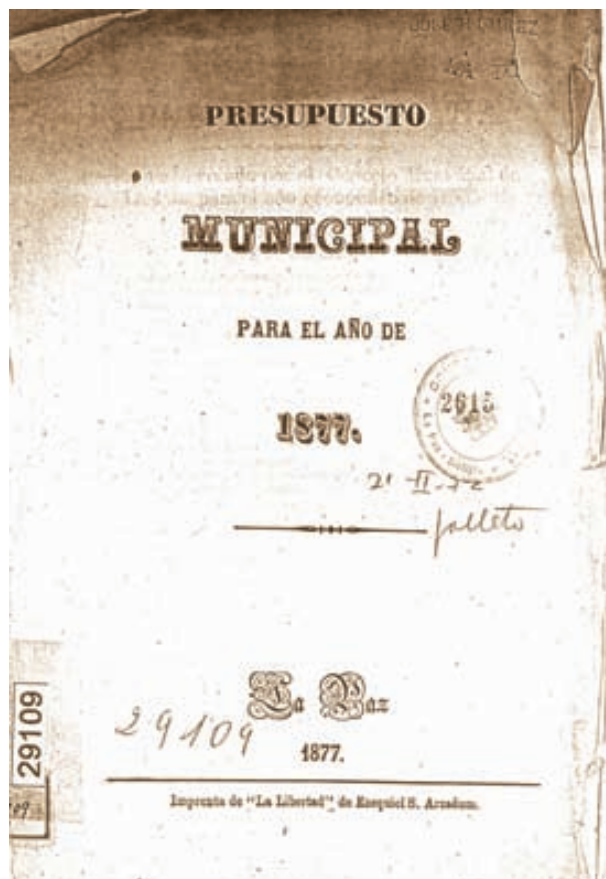 PRESUPUESTO
MUNICIPAL
PARA EL AÑO DE
1877.
2615
folleto
La Paz
29109
1877.
29109
Imprenta de "La Libertad" de Ezequiel S. Arzadum.